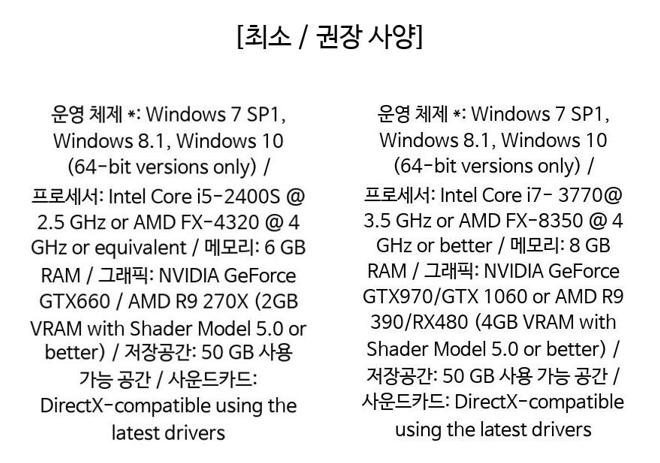 [최소 / 권장 사양]
운영 체제 *: Windows 7 SP1,
Windows 8.1, Windows 10
(64-bit versions only) /
프로세서: Intel Core i5-2400S @
2.5 GHz or AMD FX-4320 @ 4
GHz or equivalent / 메모리: 6 GB
RAM / 그래픽: NVIDIA GeForce
GTX660 / AMD R9 270X (2GB
VRAM with Shader Model 5.0 or
better) / 저장공간: 50 GB 사용
가능 공간 / 사운드카드:
DirectX-compatible using the
latest drivers
운영 체제 *: Windows 7 SP1,
Windows 8.1, Windows 10
(64-bit versions only) /
프로세서: Intel Core i7- 3770@
3.5 GHz or AMD FX-8350 @ 4
GHz or better / 메모리: 8 GB
RAM / 그래픽: NVIDIA GeForce
GTX970/GTX 1060 or AMD R9
390/RX480 (4GB VRAM with
Shader Model 5.0 or better) /
저장공간: 50 GB 사용 가능 공간 /
사운드카드: DirectX-compatible
using the latest drivers